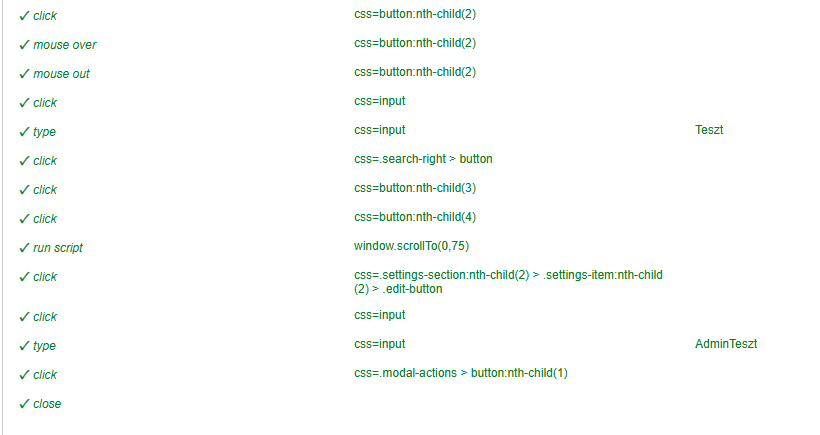 ✓ click css=button:nth-child(2)
✓ mouse over css=button:nth-child(2)
✓ mouse out css=button:nth-child(2)
✓ click css=input
✓ type css=input Teszt
✓ click css=.search-right > button
✓ click css=button:nth-child(3)
✓ click css=button:nth-child(4)
✓ run script window.scrollTo(0,75)
✓ click css=.settings-section:nth-child(2) > .settings-item:nth-child
(2) > .edit-button
✓ click css=input
✓ type css=input AdminTeszt
✓ click css=.modal-actions > button:nth-child(1)
✓ close